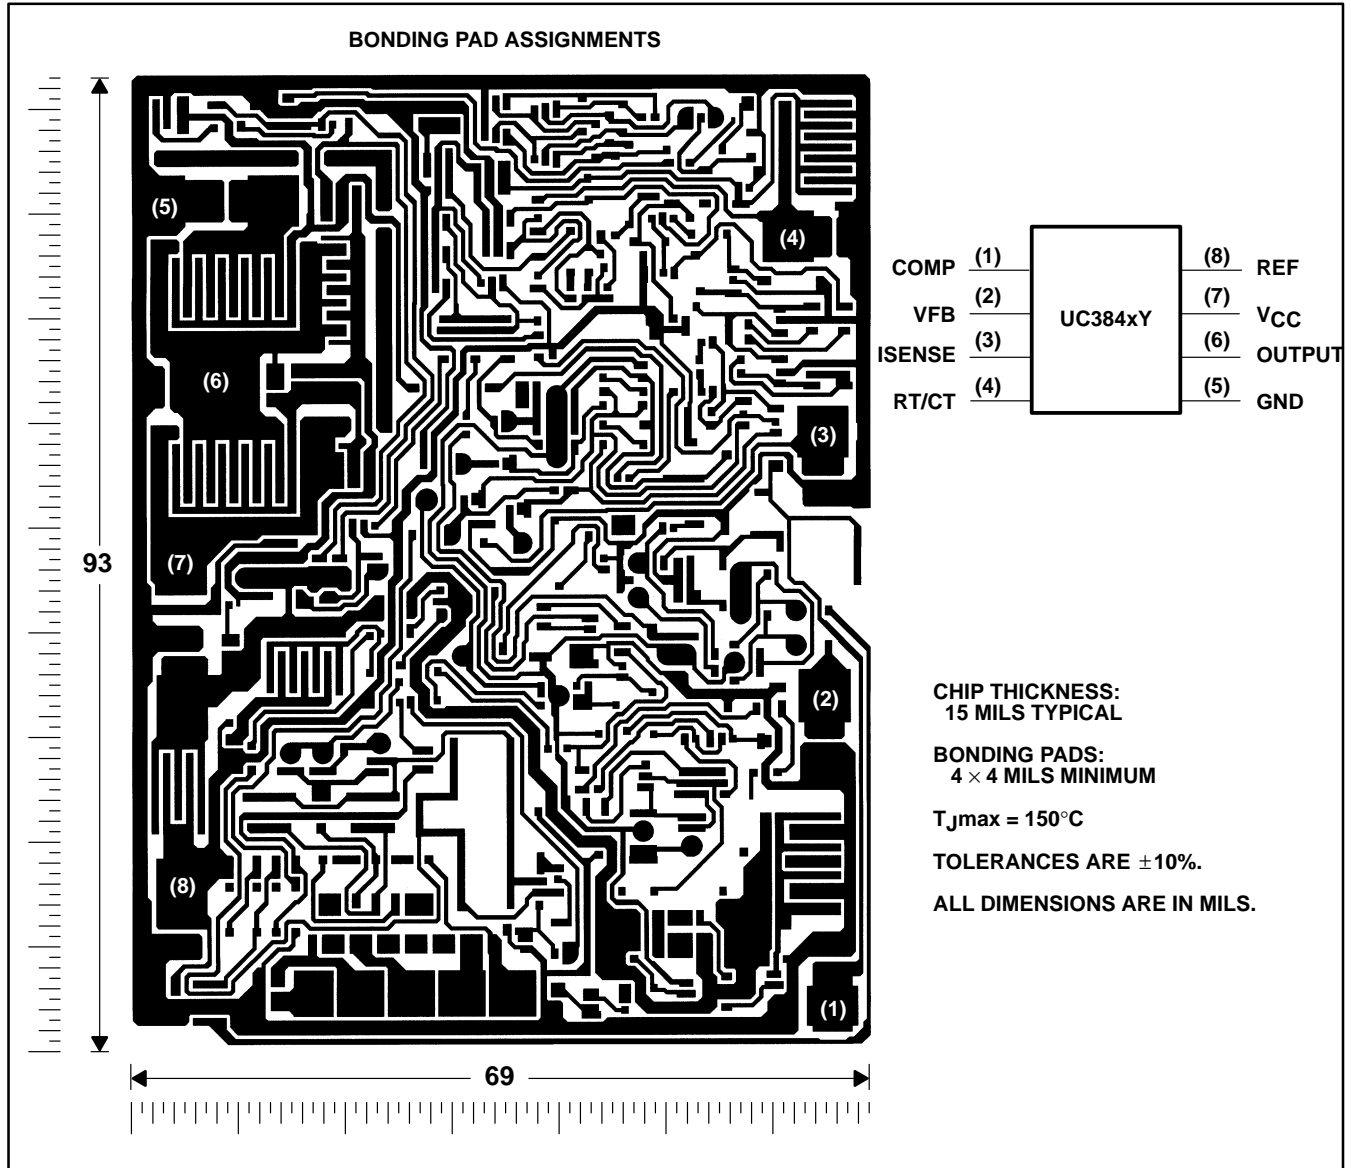 BONDING PAD ASSIGNMENTS
(5)
(4)
(6)
(3)
(7)
93
(2)
(8)
(1)
69
COMP (1)
VFB (2)
ISENSE (3)
RT/CT (4)
UC384xY
(8) REF
(7) VCC
(6) OUTPUT
(5) GND
CHIP THICKNESS:
15 MILS TYPICAL
BONDING PADS:
4 × 4 MILS MINIMUM
TJmax = 150°C
TOLERANCES ARE ±10%.
ALL DIMENSIONS ARE IN MILS.